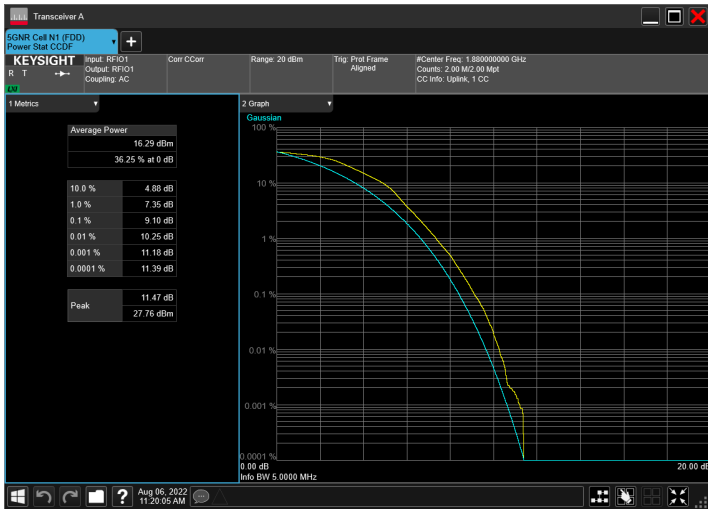 Transceiver A
5GNR Cell N1 (FDD)
Power Stat CCDF
KEYSIGHT
R T
LXI
Input: RFIO1
Output: RFIO1
Coupling: AC
Corr CCorr
Range: 20 dBm
Trig: Prot Frame
Aligned
#Center Freq: 1.880000000 GHz
Counts: 2.00 M/2.00 Mpt
CC Info: Uplink, 1 CC
1 Metrics
Average Power
16.29 dBm
36.25 % at 0 dB
10.0 % 4.88 dB
1.0 % 7.35 dB
0.1 % 9.10 dB
0.01 % 10.25 dB
0.001 % 11.18 dB
0.0001 % 11.39 dB
Peak
11.47 dB
27.76 dBm
2 Graph
Gaussian
100 %
10 %
1 %
0.1 %
0.01 %
0.001 %
0.0001 %
0.00 dB
20.00 dB
Info BW 5.0000 MHz
?
Aug 06, 2022
11:20:05 AM